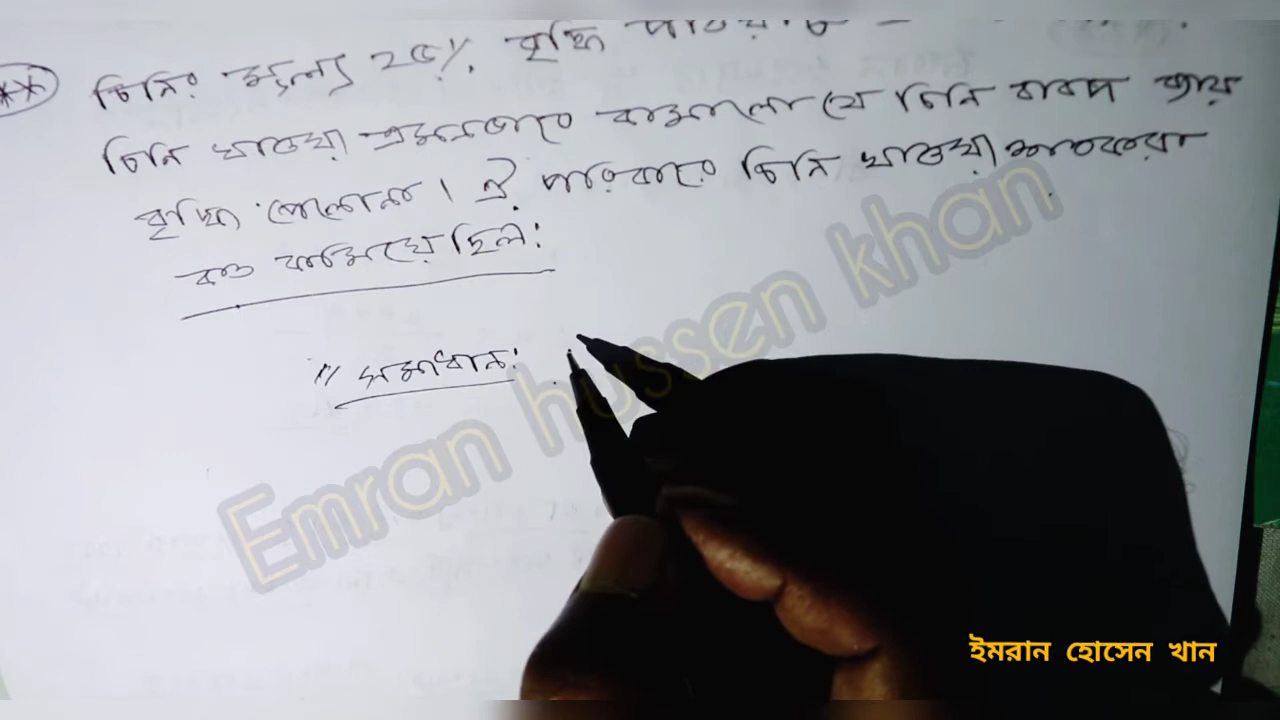 **
চিনির মূল্য ২৫%. বৃদ্ধি পাওয়ায়
চিনি খাওয়া এমনভাবে কমালো যে চিনি বাবদ ব্যয়
বৃদ্ধি পেলোনা। ঐ পরিবারে চিনি খাওয়া শতকরা
কত কমিয়েছিল:
// সমাধান:
Emran hussen khan
ইমরান হোসেন খান